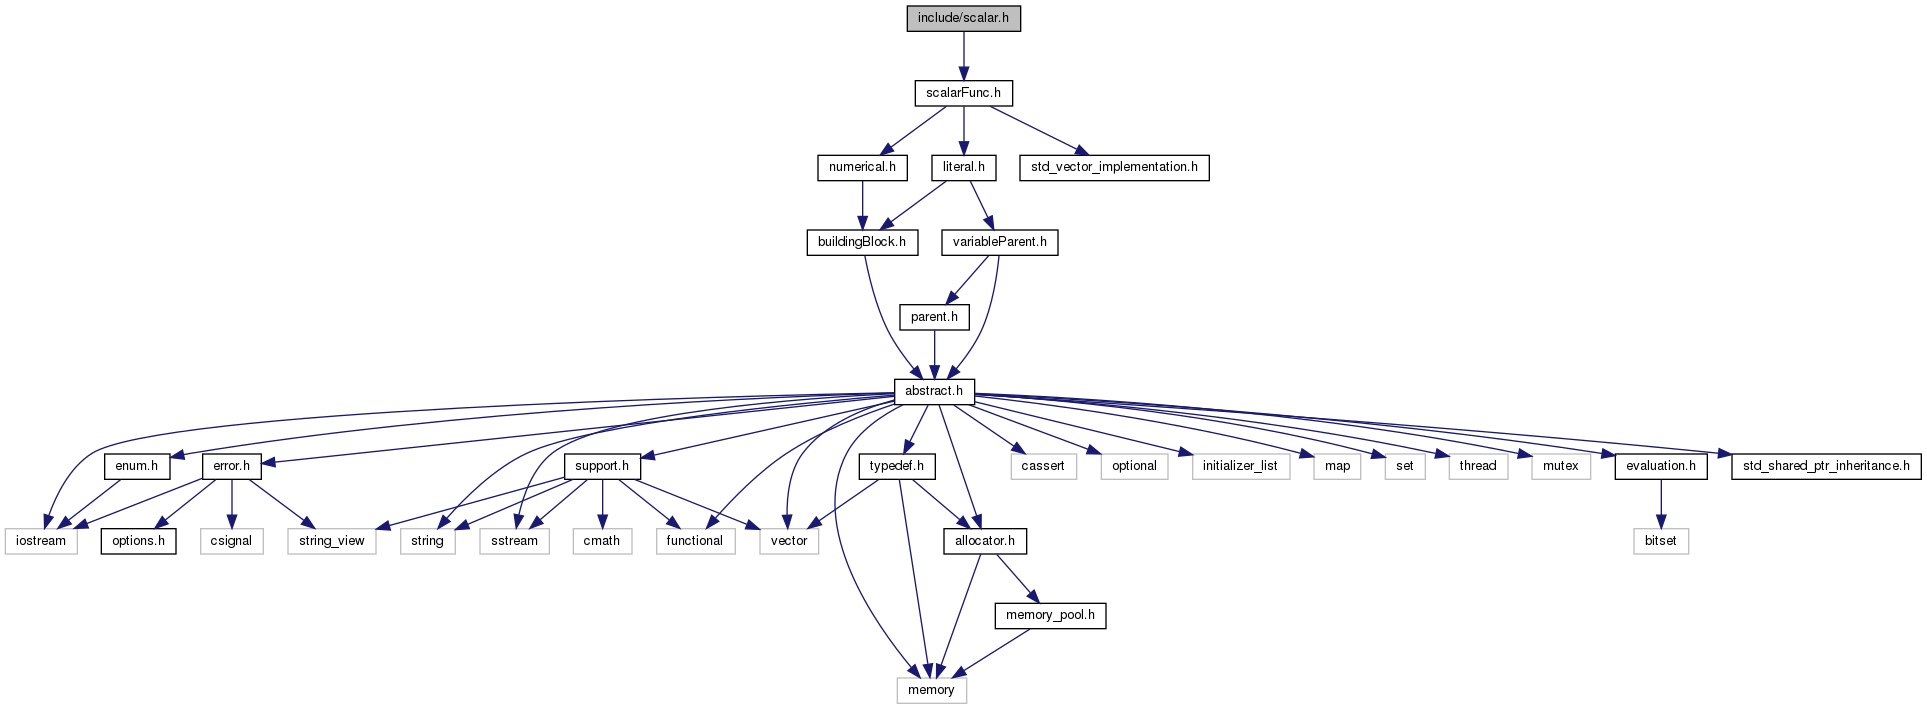 include/scalar.h
scalarFunc.h
numerical.h
literal.h
std_vector_implementation.h
buildingBlock.h
variableParent.h
parent.h
abstract.h
enum.h
error.h
support.h
typedef.h
cassert
optional
initializer_list
map
set
thread
mutex
evaluation.h
std_shared_ptr_inheritance.h
iostream
options.h
csignal
string_view
string
sstream
cmath
functional
vector
allocator.h
bitset
memory_pool.h
memory